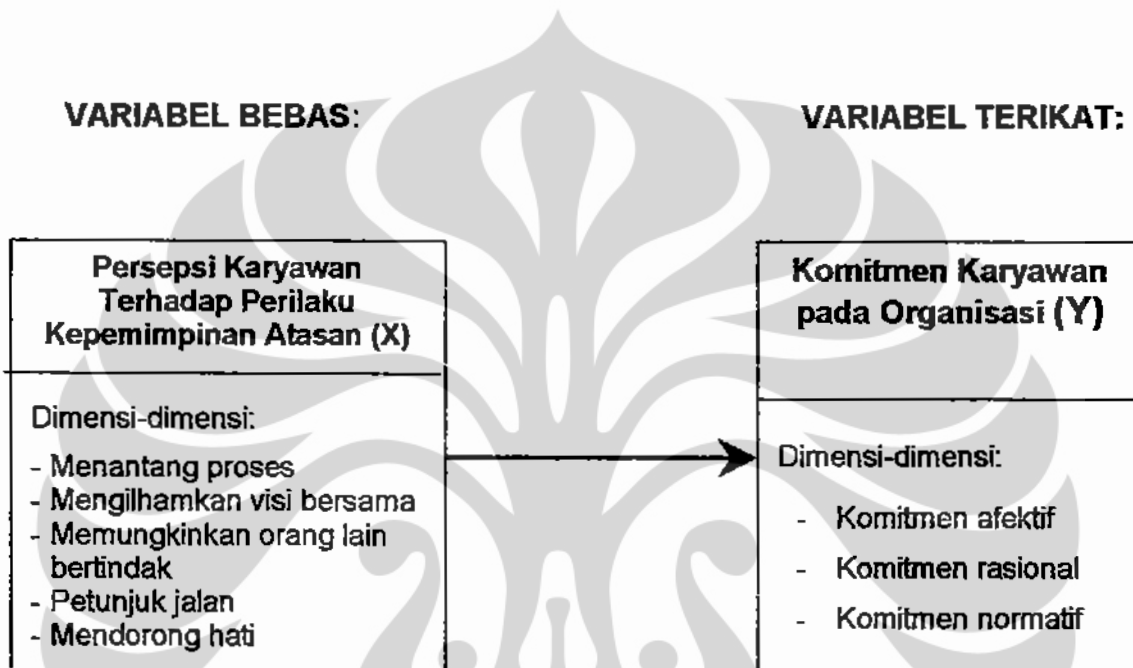 VARIABEL BEBAS:
VARIABEL TERIKAT:
Persepsi Karyawan
Terhadap Perilaku
Kepemimpinan Atasan (X)
Dimensi-dimensi:
- Menantang proses
- Mengilhamkan visi bersama
- Memungkinkan orang lain
bertindak
- Petunjuk jalan
- Mendorong hati
Komitmen Karyawan
pada Organisasi (Y)
Dimensi-dimensi:
- Komitmen afektif
- Komitmen rasional
- Komitmen normatif